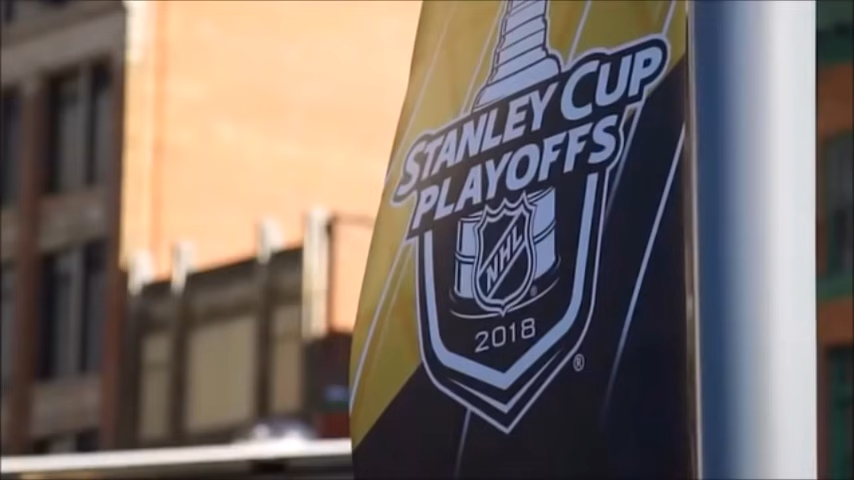 STANLEY CUP
PLAYOFFS
NHL
®
2018
®